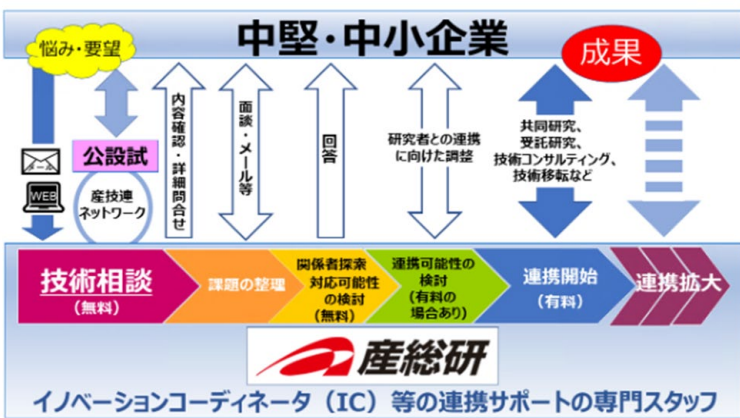 中堅・中小企業
悩み・要望
成果
公設試
WEB
産技連
ネットワーク
内容確認・詳細問合せ
面談・メール等
回答
研究者との連携
に向けた調整
共同研究、
受託研究、
技術コンサルティング、
技術移転など
技術相談
（無料）
課題の整理
関係者探索
対応可能性
の検討
（無料）
連携可能性の
検討
（有料の
場合あり）
連携開始
（有料）
連携拡大
産総研
イノベーションコーディネータ（IC）等の連携サポートの専門スタッフ